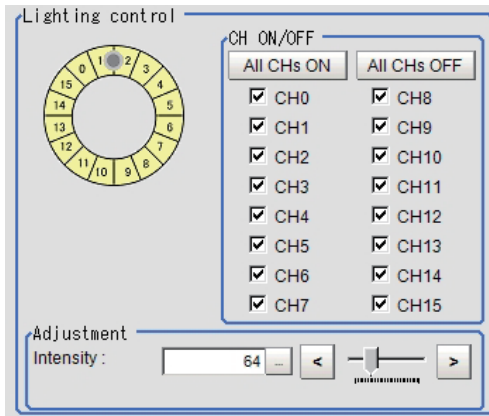 Lighting control
0 1 2 3
15 4
14 5
13 6
12 7
11 10 9 8
CH ON/OFF
All CHs ON All CHs OFF
CH0 CH8
CH1 CH9
CH2 CH10
CH3 CH11
CH4 CH12
CH5 CH13
CH6 CH14
CH7 CH15
Adjustment
Intensity : 64 ... < >